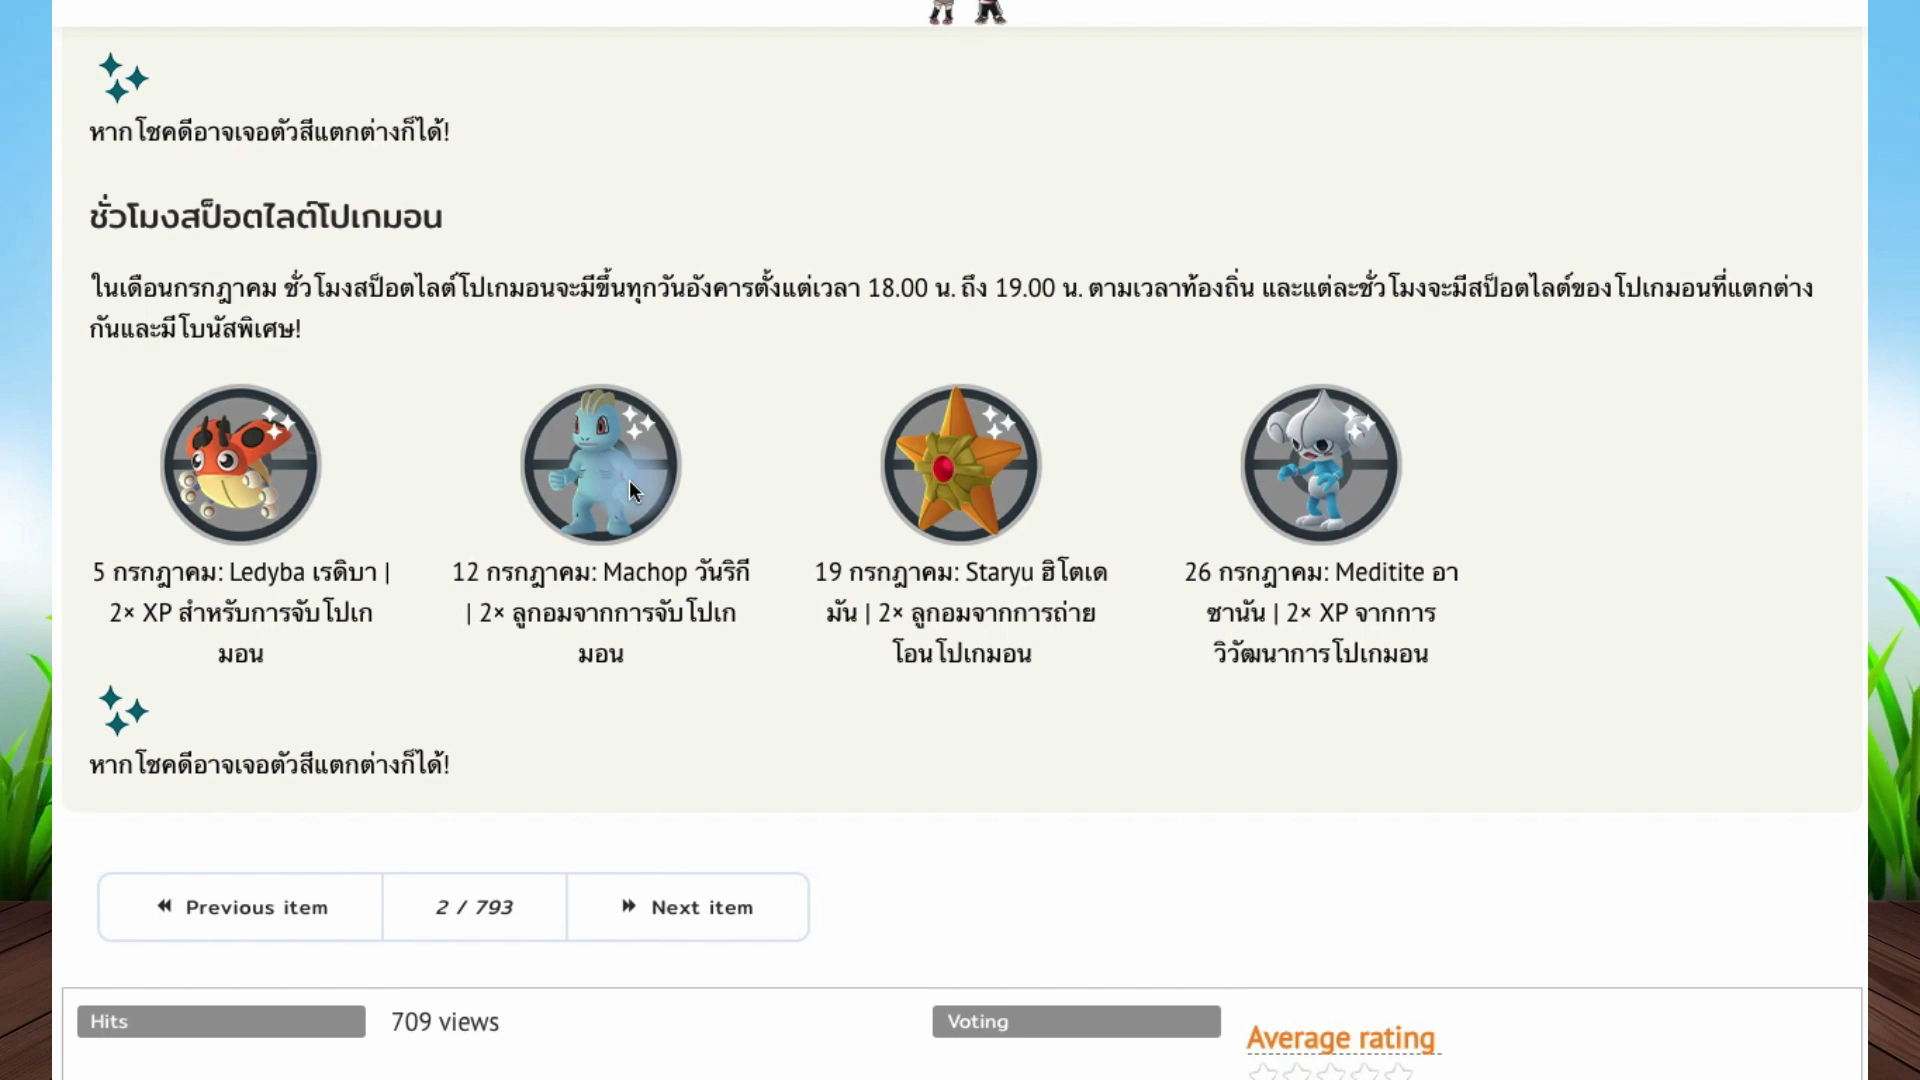 หากโชคดีอาจเจอตัวสีแตกต่างก็ได้!
ชั่วโมงสป็อตไลต์โปเกมอน
ในเดือนกรกฎาคม ชั่วโมงสป็อตไลต์โปเกมอนจะมีขึ้นทุกวันอังคารตั้งแต่เวลา 18.00 น. ถึง 19.00 น. ตามเวลาท้องถิ่น และแต่ละชั่วโมงจะมีสป็อตไลต์ของโปเกมอนที่แตกต่าง
กันและมีโบนัสพิเศษ!
5 กรกฎาคม: Ledyba เรดิบา |
2× XP สำหรับการจับโปเก
มอน
12 กรกฎาคม: Machop วันริกี
| 2× ลูกอมจากการจับโปเก
มอน
19 กรกฎาคม: Staryu ฮิโตเด
มัน | 2× ลูกอมจากการถ่าย
โอนโปเกมอน
26 กรกฎาคม: Meditite อา
ซานัน | 2× XP จากการ
วิวัฒนาการโปเกมอน
หากโชคดีอาจเจอตัวสีแตกต่างก็ได้!
Previous item
2 / 793
Next item
Hits
709 views
Voting
Average rating